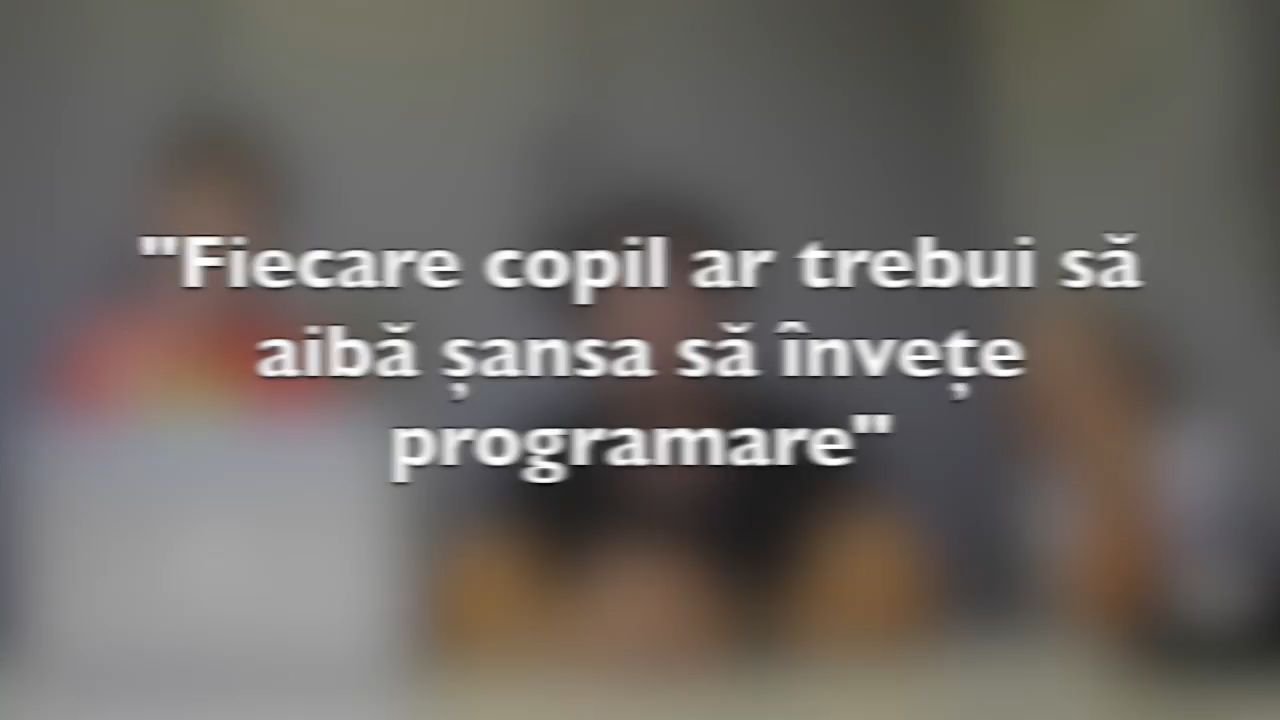 "Fiecare copil ar trebui să
aibă șansa să învețe
programare"